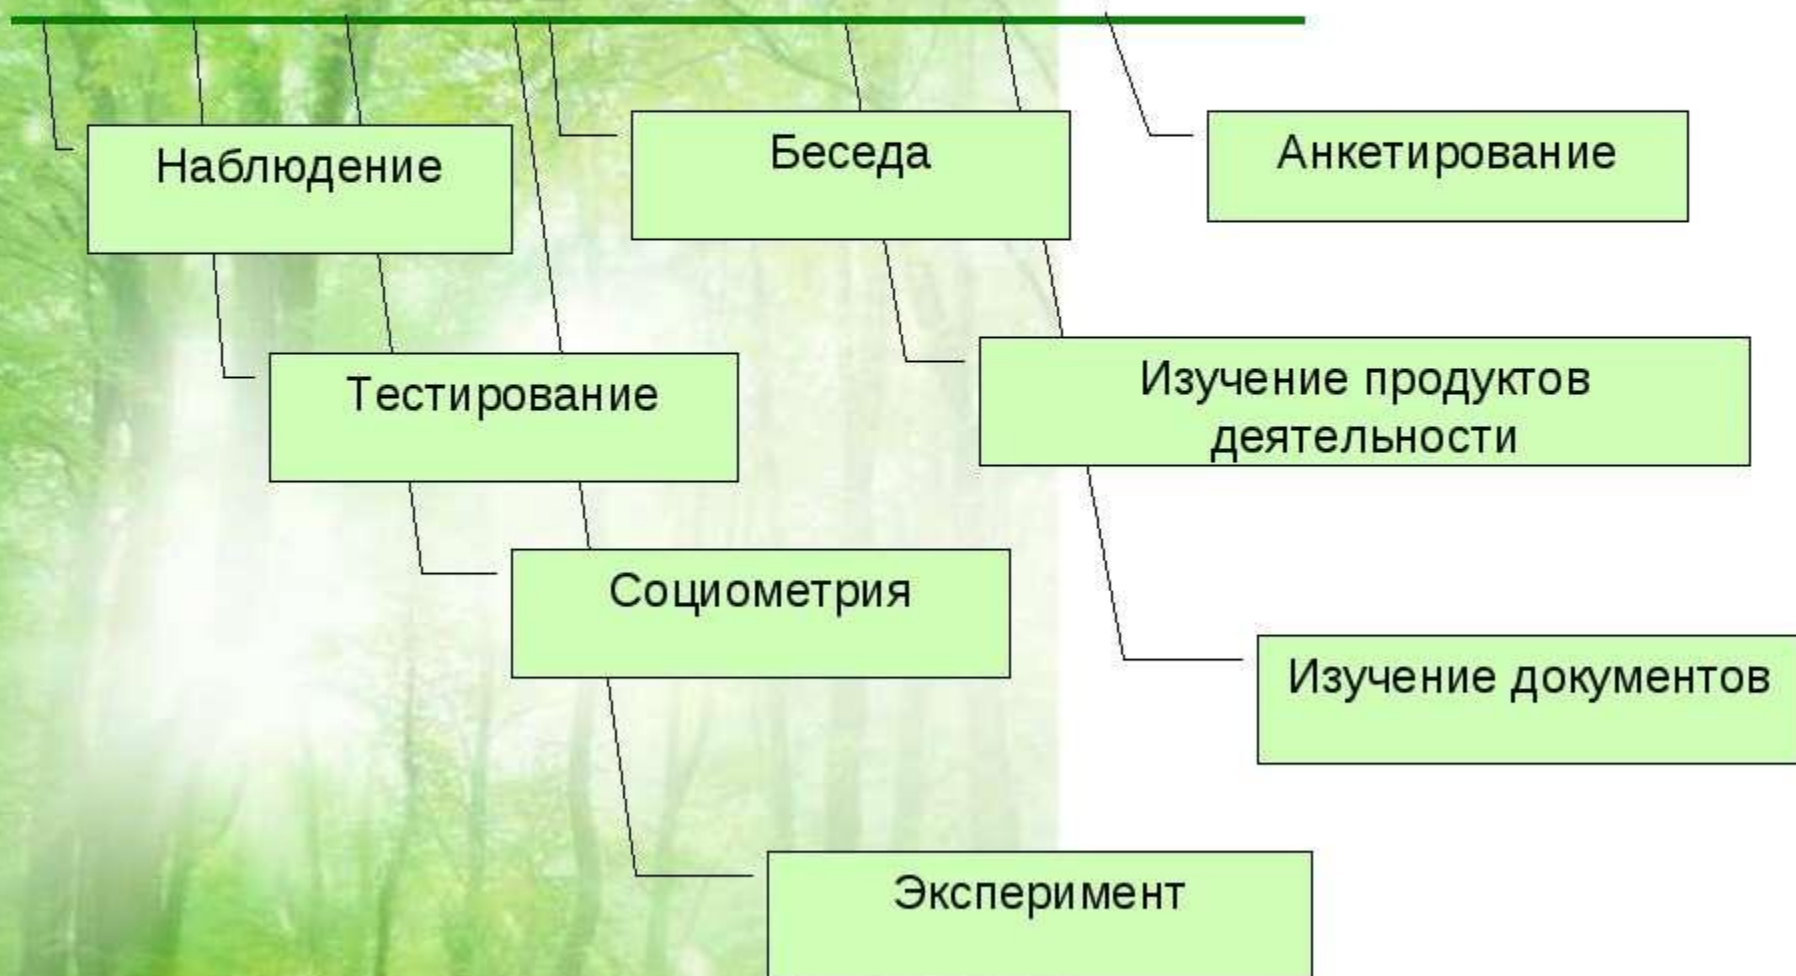 Наблюдение
Беседа
Анкетирование
Тестирование
Изучение продуктов
деятельности
Социометрия
Изучение документов
Эксперимент